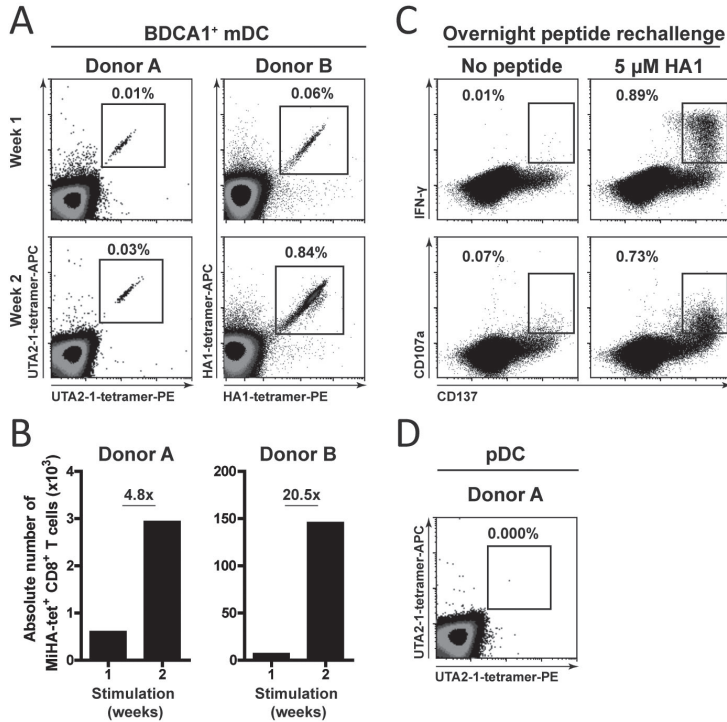 A
BDCA1⁺ mDC
Donor A
Donor B
Week 1
0.01%
0.06%
Week 2
UTA2-1-tetramer-APC
0.03%
HA1-tetramer-APC
0.84%
UTA2-1-tetramer-PE
HA1-tetramer-PE
C
Overnight peptide rechallenge
No peptide
5 µM HA1
IFN-γ
0.01%
0.89%
CD107a
0.07%
0.73%
CD137
B
Absolute number of
MiHA-tet⁺ CD8⁺ T cells (x10³)
Donor A
4
3
2
1
0
4.8x
1
2
Stimulation
(weeks)
Donor B
200
150
100
50
0
20.5x
1
2
Stimulation
(weeks)
D
pDC
Donor A
UTA2-1-tetramer-APC
0.000%
UTA2-1-tetramer-PE